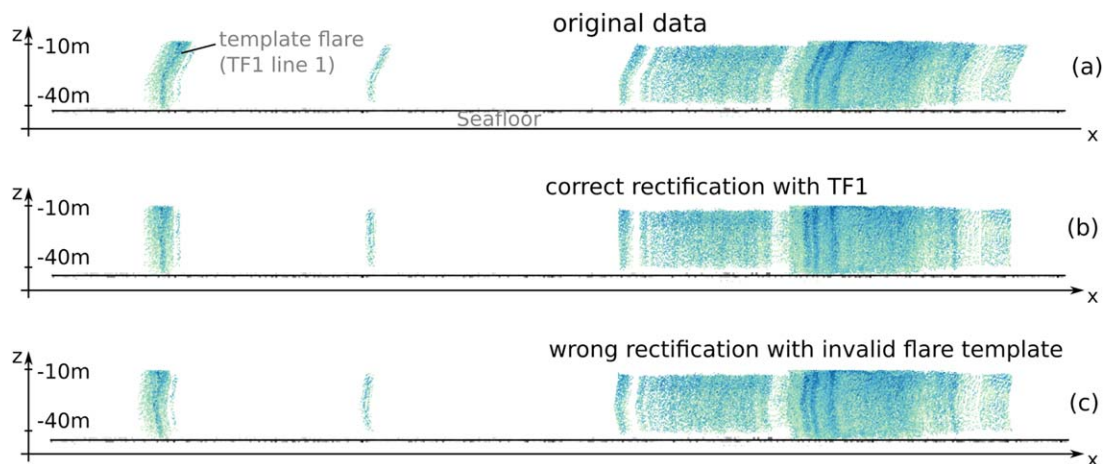 original data
z
-10m
template flare
(TF1 line 1)
(a)
-40m
Seafloor
x
correct rectification with TF1
z
-10m
(b)
-40m
x
wrong rectification with invalid flare template
z
-10m
(c)
-40m
x